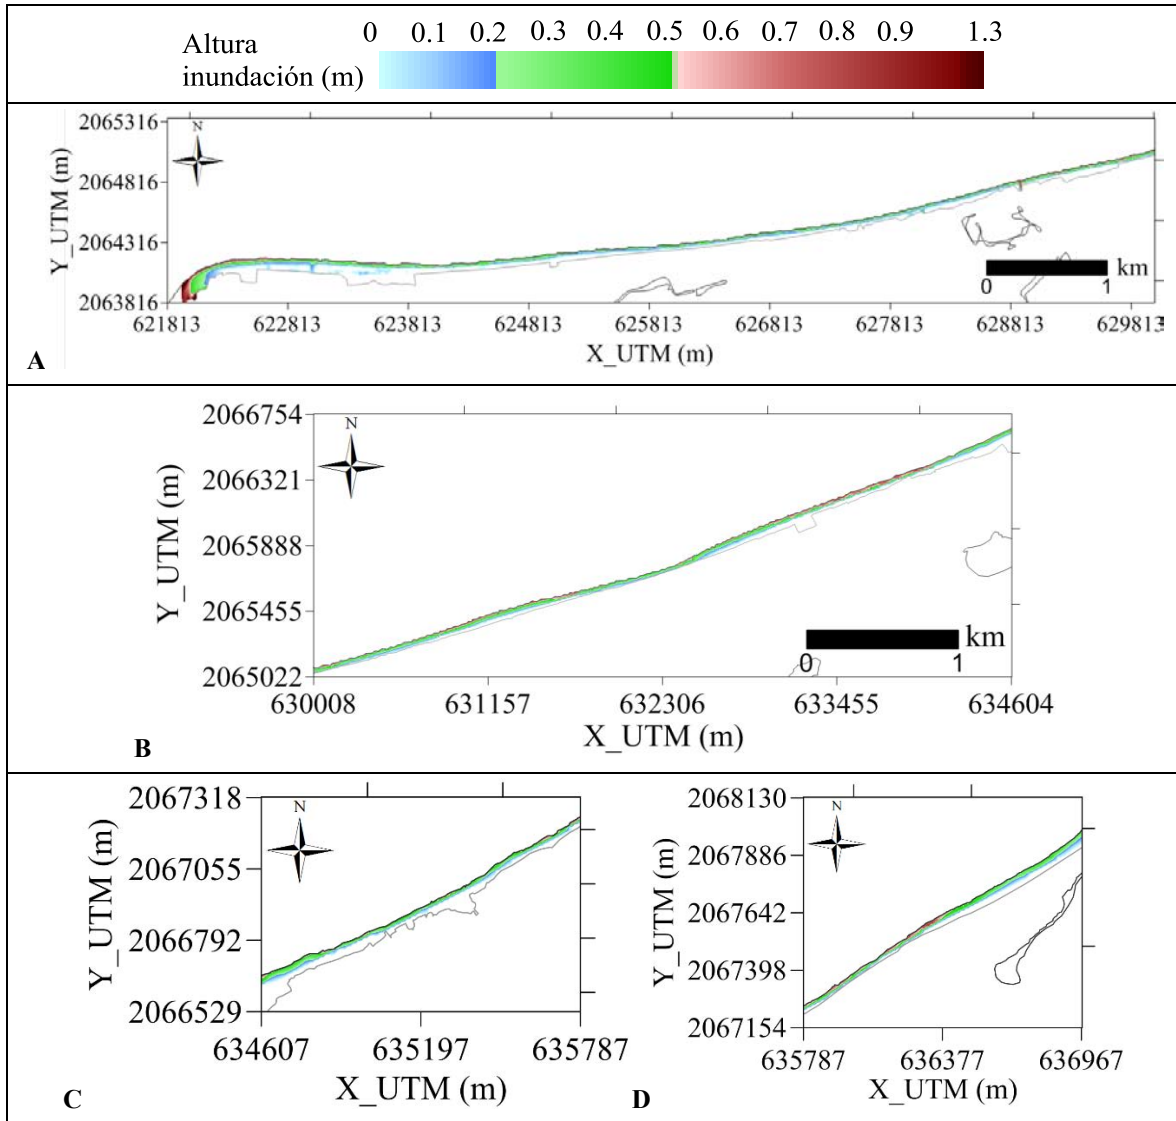 0 0.1 0.2 0.3 0.4 0.5 0.6 0.7 0.8 0.9 1.3
Altura
inundación (m)
2065316
2064816
2064316
2063816
Y_UTM (m)
N
km
0 1
621813 622813 623813 624813 625813 626813 627813 628813 629813
X_UTM (m)
A
2066754
2066321
2065888
2065455
2065022
Y_UTM (m)
N
km
0 1
630008 631157 632306 633455 634604
X_UTM (m)
B
2067318
2067055
2066792
2066529
Y_UTM (m)
N
634607 635197 635787
X_UTM (m)
C
2068130
2067886
2067642
2067398
2067154
Y_UTM (m)
N
635787 636377 636967
X_UTM (m)
D